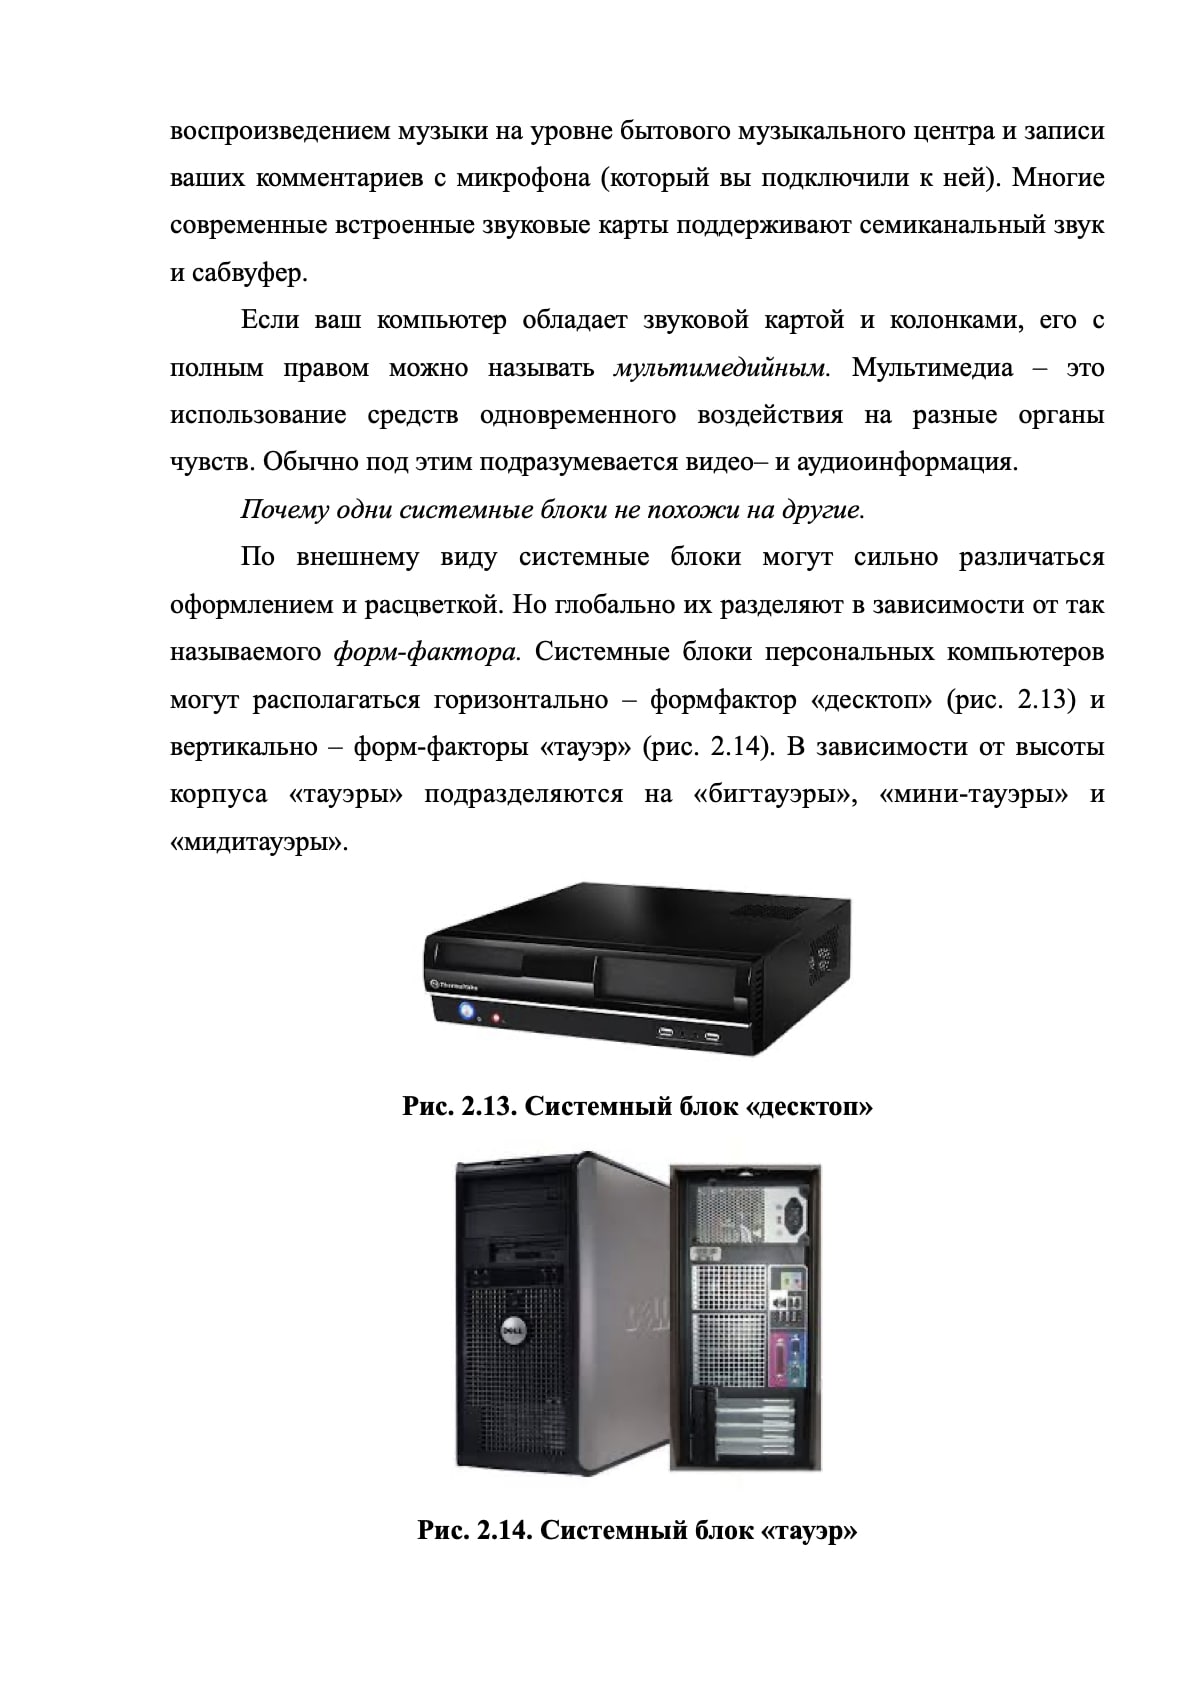 воспроизведением музыки на уровне бытового музыкального центра и записи
ваших комментариев с микрофона (который вы подключили к ней). Многие
современные встроенные звуковые карты поддерживают семиканальный звук
и сабвуфер.
Если ваш компьютер обладает звуковой картой и колонками, его с
полным правом можно называть мультимедийным. Мультимедиа – это
использование средств одновременного воздействия на разные органы
чувств. Обычно под этим подразумевается видео– и аудиоинформация.
Почему одни системные блоки не похожи на другие.
По внешнему виду системные блоки могут сильно различаться
оформлением и расцветкой. Но глобально их разделяют в зависимости от так
называемого форм-фактора. Системные блоки персональных компьютеров
могут располагаться горизонтально – формфактор «десктоп» (рис. 2.13) и
вертикально – форм-факторы «тауэр» (рис. 2.14). В зависимости от высоты
корпуса «тауэры» подразделяются на «бигтауэры», «мини-тауэры» и
«мидитауэры».
Thermaltake
Рис. 2.13. Системный блок «десктоп»
DELL
DELL
Рис. 2.14. Системный блок «тауэр»